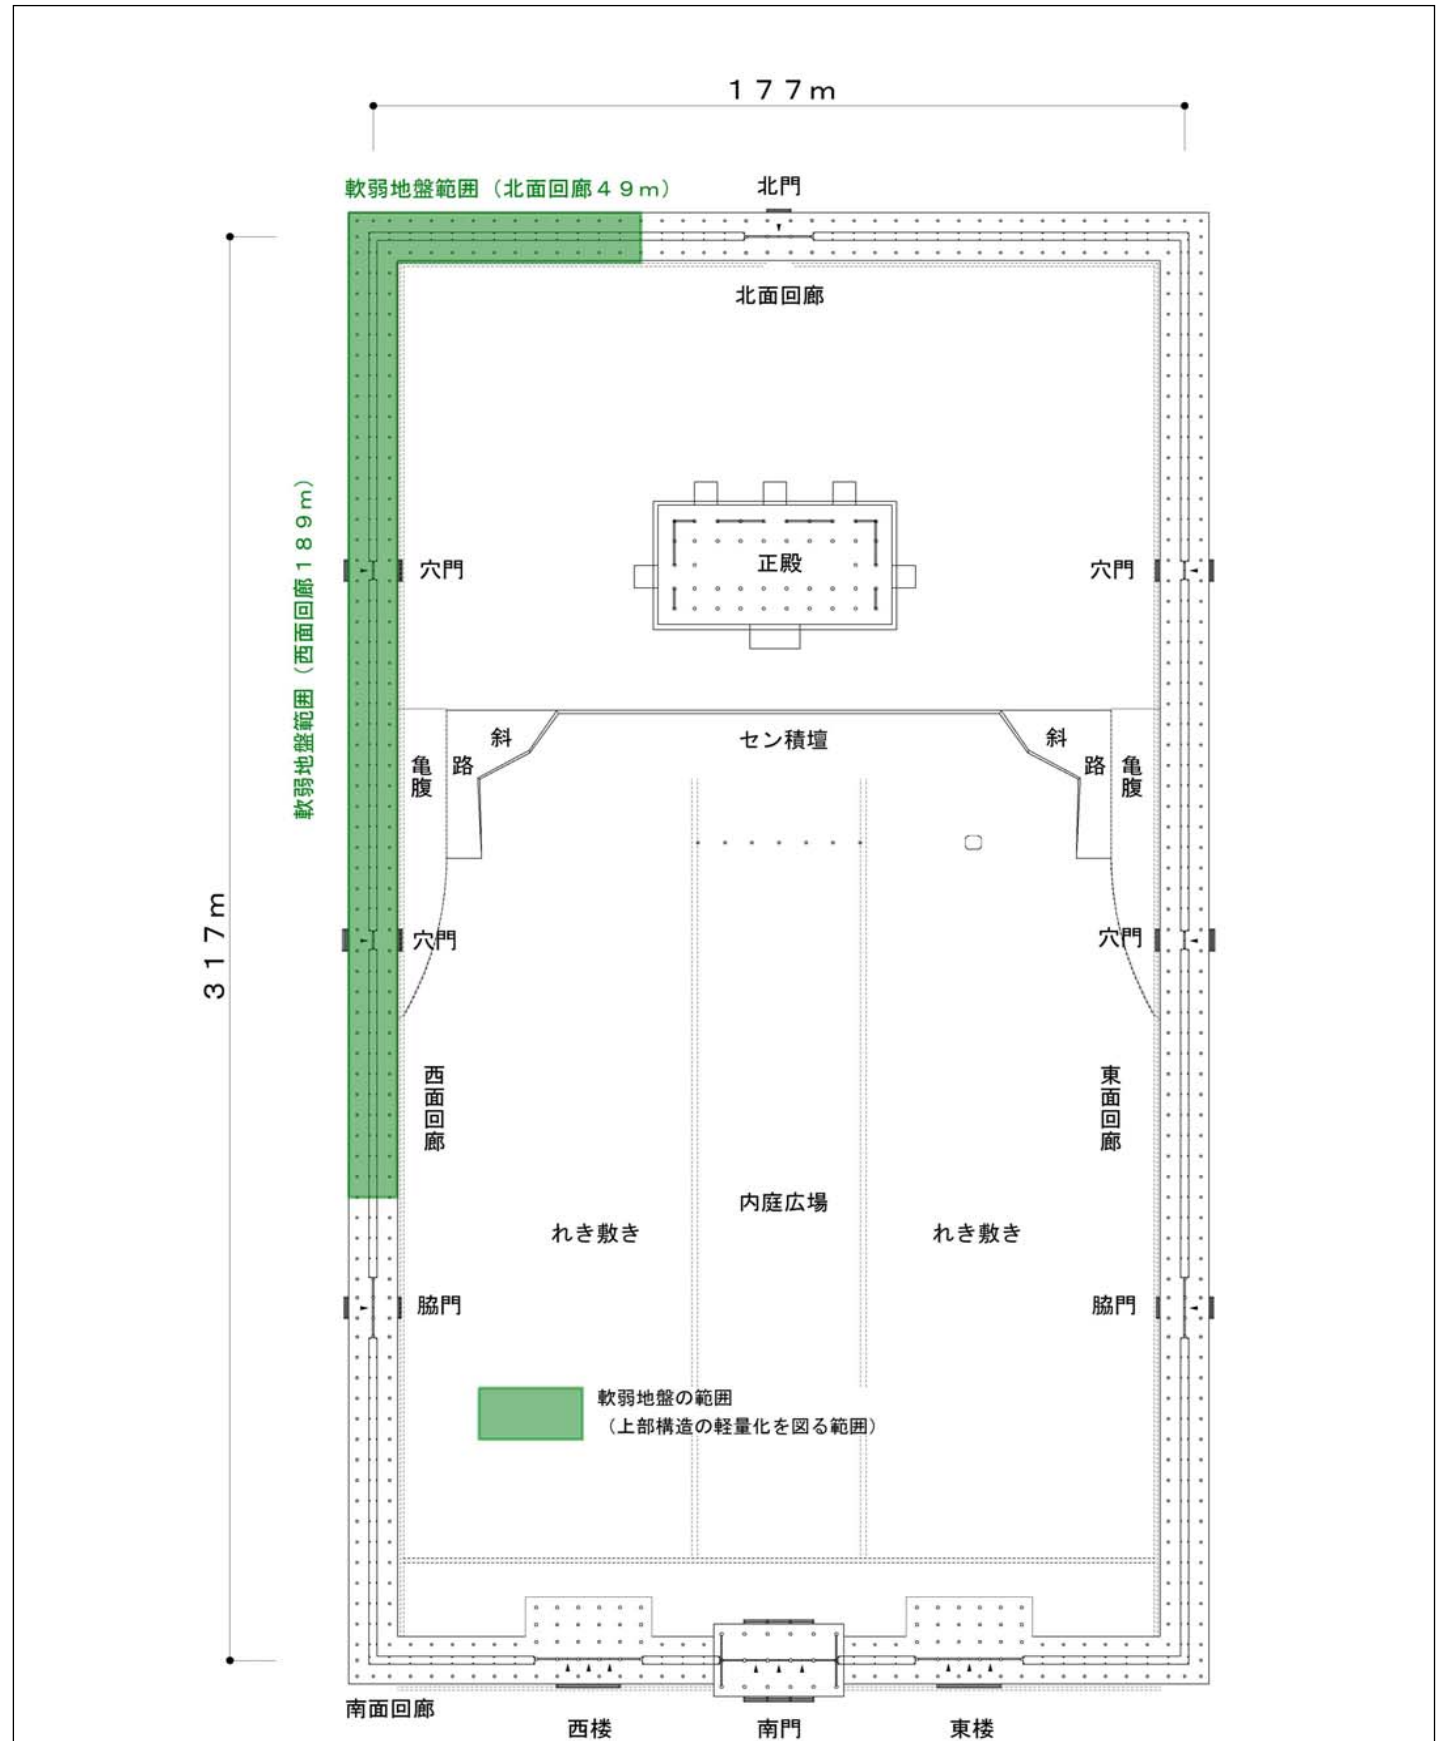 １７７ｍ
軟弱地盤範囲（北面回廊４９ｍ）
北門
北面回廊
軟弱地盤範囲（西面回廊１８９ｍ）
穴門
正殿
穴門
斜
路
セン積壇
斜
路
亀腹
亀腹
３１７ｍ
穴門
穴門
西面回廊
東面回廊
内庭広場
れき敷き
れき敷き
脇門
脇門
軟弱地盤の範囲
（上部構造の軽量化を図る範囲）
南面回廊
西楼
南門
東楼